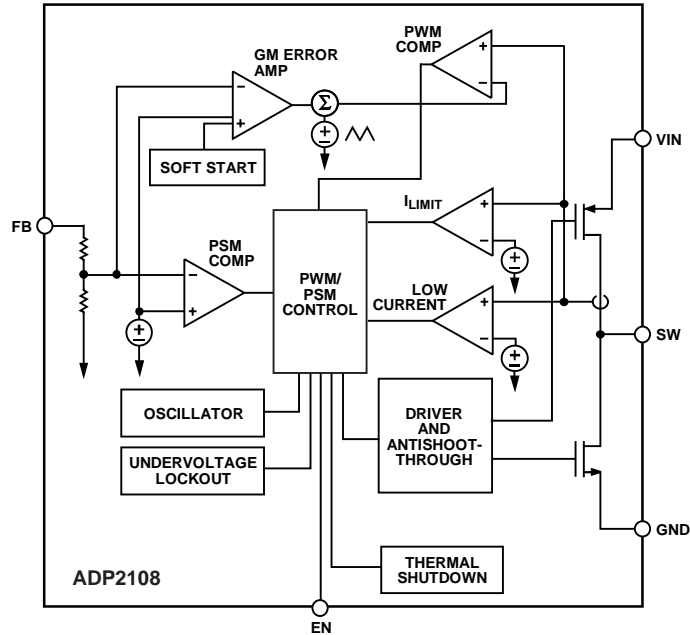 PWM
COMP
GM ERROR
AMP
+
−
−
+
Σ
+
−
SOFT START
VIN
FB
ILIMIT
+
−
+
−
PSM
COMP
−
+
PWM/
PSM
CONTROL
LOW
CURRENT
+
−
+
−
+
−
SW
OSCILLATOR
DRIVER
AND
ANTISHOOT-
THROUGH
UNDERVOLTAGE
LOCKOUT
GND
THERMAL
SHUTDOWN
ADP2108
EN